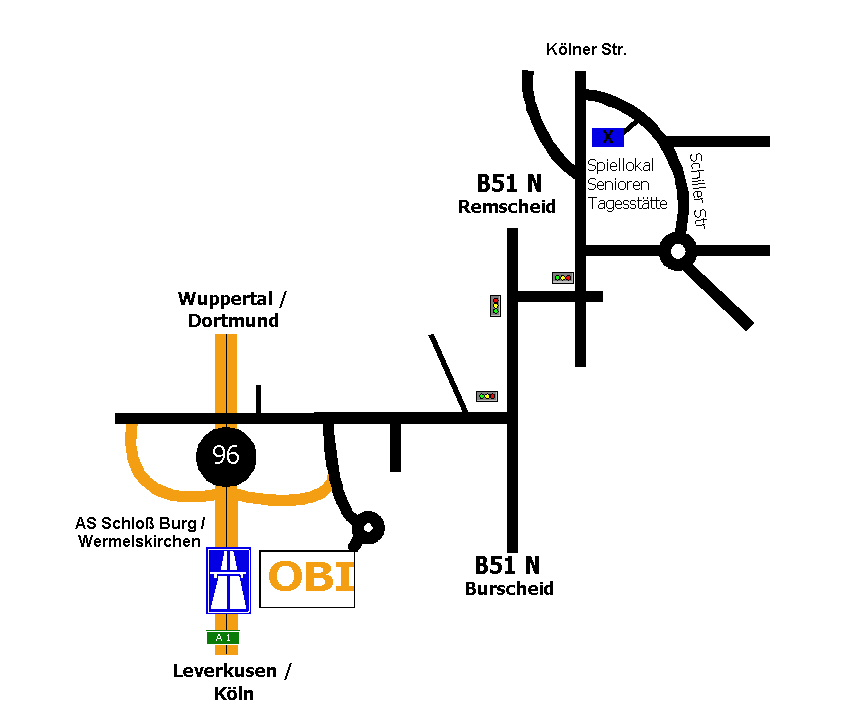 Kölner Str.
X
Spiellokal
Senioren
Tagesstätte
Schiller Str
B51 N
Remscheid
Wuppertal /
Dortmund
96
AS Schloß Burg /
Wermelskirchen
OBI
B51 N
Burscheid
A 1
Leverkusen /
Köln